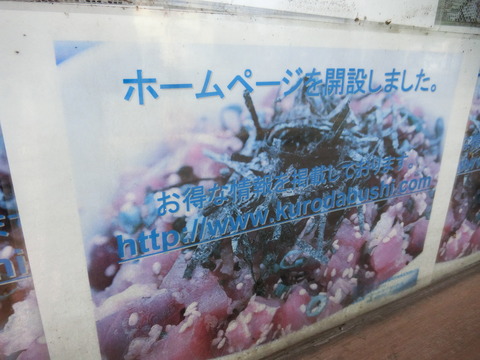 ホームページを開設しました。
お得な情報を掲載しております
http://www.kurodabushi.com